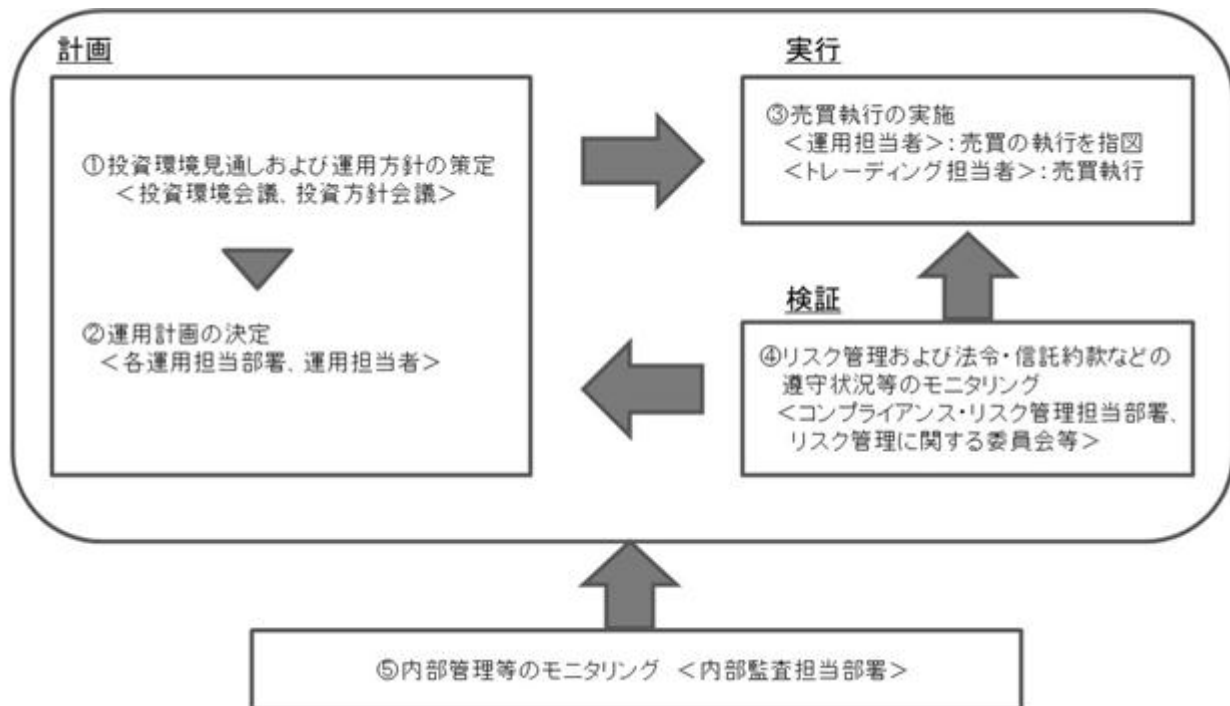 計画
①投資環境見通しおよび運用方針の策定
＜投資環境会議、投資方針会議＞
②運用計画の決定
＜各運用担当部署、運用担当者＞
実行
③売買執行の実施
＜運用担当者＞：売買の執行を指図
＜トレーディング担当者＞：売買執行
検証
④リスク管理および法令・信託約款などの
遵守状況等のモニタリング
＜コンプライアンス・リスク管理担当部署、
リスク管理に関する委員会等＞
⑤内部管理等のモニタリング ＜内部監査担当部署＞